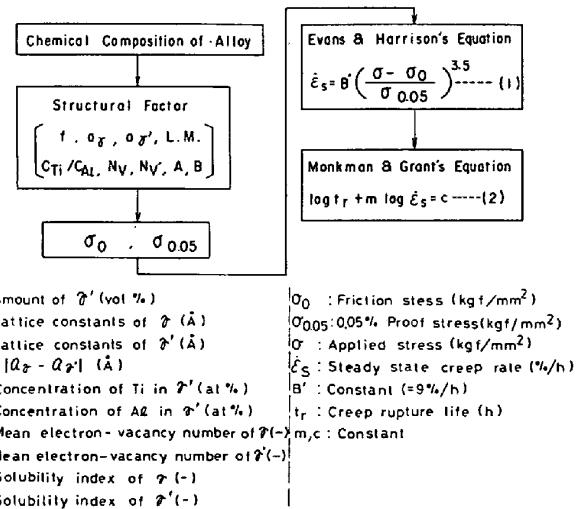 Chemical Composition of Alloy
Structural Factor
f, aγ, aγ', L.M.
CTi/CAl, NV, NV', A, B
σ0 , σ0.05
Evans & Harrison's Equation
ε̇s = B' (σ - σ0 / σ0.05)^3.5 ------ (1)
Monkman & Grant's Equation
log tr + m log ε̇s = c -----(2)
mount of γ' (vol %)
attice constants of γ (Å)
attice constants of γ' (Å)
|aγ - aγ'| (Å)
Concentration of Ti in γ' (at %)
Concentration of Al in γ' (at %)
Mean electron-vacancy number of γ(-)
Mean electron-vacancy number of γ'(-)
Solubility index of γ (-)
Solubility index of γ' (-)
σ0 : Friction stess (kgf/mm²)
σ0.05 : 0.05% Proof stress(kgf/mm²)
σ : Applied stress (kgf/mm²)
ε̇S : Steady state creep rate (%/h)
B' : Constant (=9%/h)
tr : Creep rupture life (h)
m,c : Constant